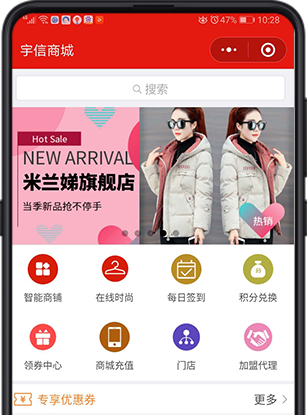 47% 10:28
宇信商城
搜索
Hot Sale
NEW ARRIVAL
米兰娣旗舰店
当季新品抢不停手
热销
智能商铺 在线时尚 每日签到 积分兑换
领券中心 商城充值 门店 加盟代理
专享优惠券 更多 >